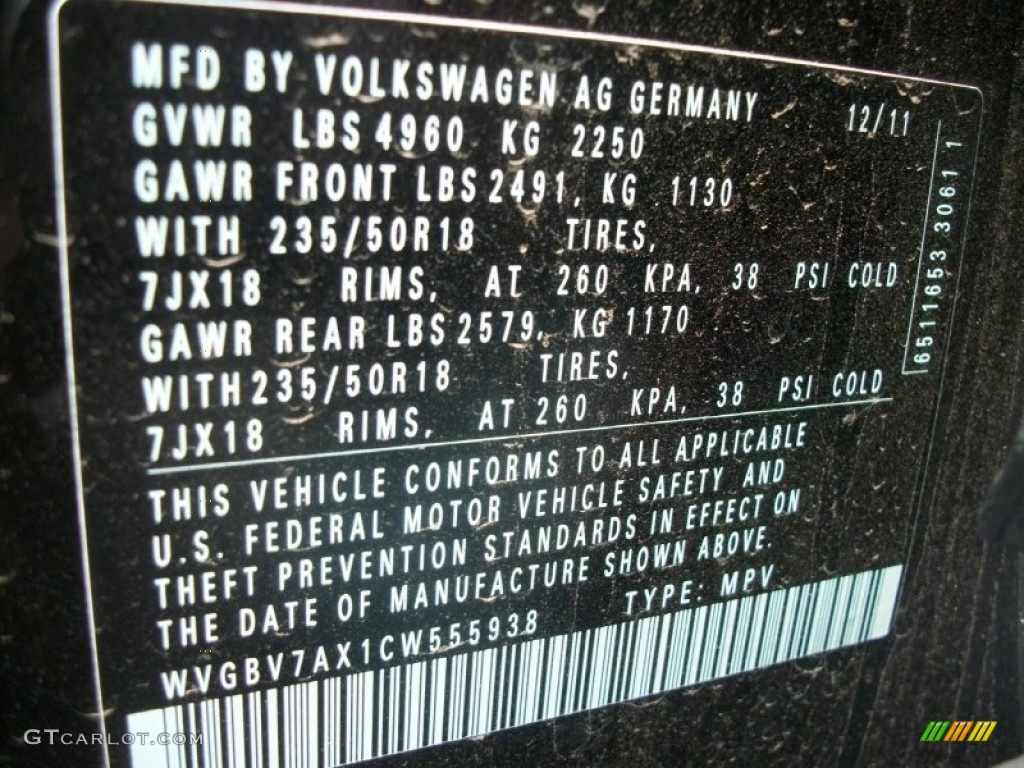 MFD BY VOLKSWAGEN AG GERMANY 12/11
GVWR LBS 4960 KG 2250
GAWR FRONT LBS 2491, KG 1130
WITH 235/50R18 TIRES,
7JX18 RIMS, AT 260 KPA, 38 PSI COLD
GAWR REAR LBS 2579, KG 1170
WITH 235/50R18 TIRES,
7JX18 RIMS, AT 260 KPA, 38 PSI COLD
THIS VEHICLE CONFORMS TO ALL APPLICABLE
U.S. FEDERAL MOTOR VEHICLE SAFETY AND
THEFT PREVENTION STANDARDS IN EFFECT ON
THE DATE OF MANUFACTURE SHOWN ABOVE.
WVGBV7AX1CW555938 TYPE: MPV
6511653 3061 1
GTCARLOT.COM